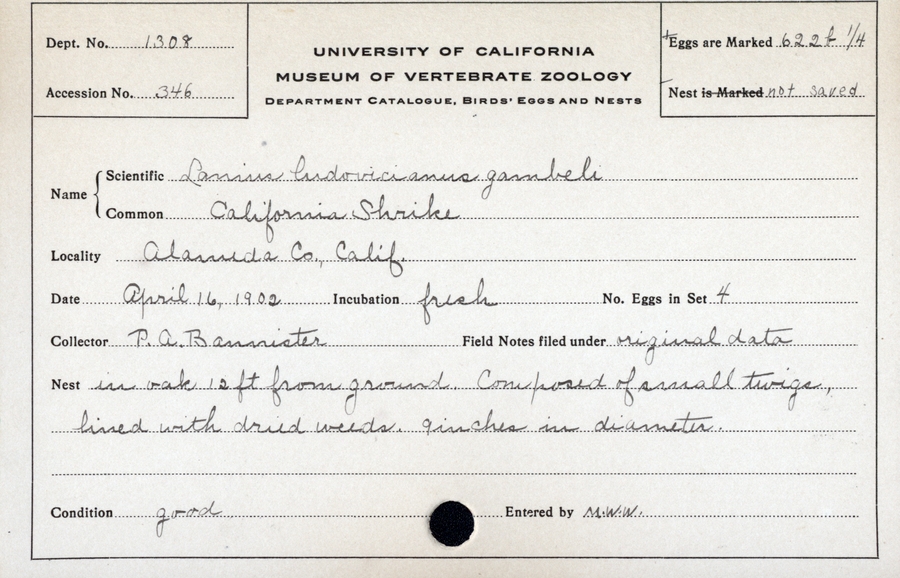 Dept. No. 1308
Accession No. 346
UNIVERSITY OF CALIFORNIA
MUSEUM OF VERTEBRATE ZOOLOGY
DEPARTMENT CATALOGUE, BIRDS' EGGS AND NESTS
Eggs are Marked 622b 1/4
Nest is Marked not saved
Name
Scientific Lanius ludovicianus gambeli
Common California Shrike
Locality Alameda Co., Calif.
Date April 16, 1902 Incubation fresh No. Eggs in Set 4
Collector P. A. Bannister Field Notes filed under original data
Nest in oak 12 ft from ground. Composed of small twigs,
lined with dried weeds. 9 inches in diameter.
Condition good Entered by M.W.W.